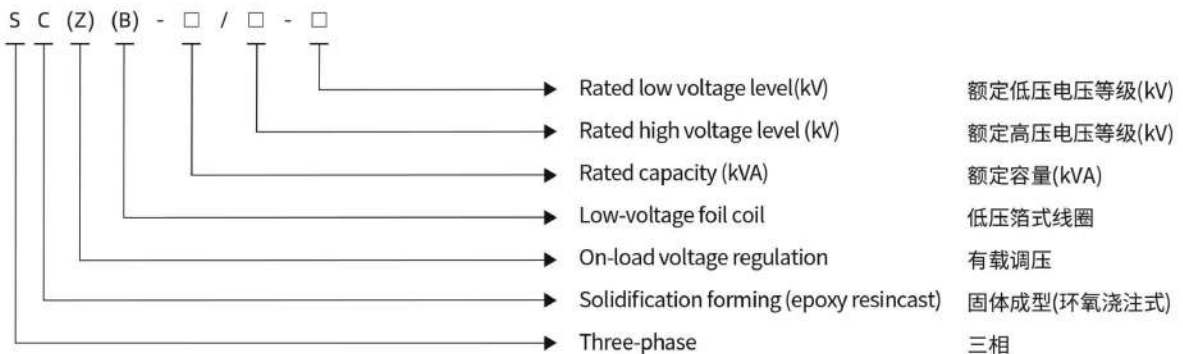 S C (Z) (B) - □ / □ - □
Rated low voltage level(kV) 额定低压电压等级(kV)
Rated high voltage level (kV) 额定高压电压等级(kV)
Rated capacity (kVA) 额定容量(kVA)
Low-voltage foil coil 低压箔式线圈
On-load voltage regulation 有载调压
Solidification forming (epoxy resincast) 固体成型(环氧浇注式)
Three-phase 三相